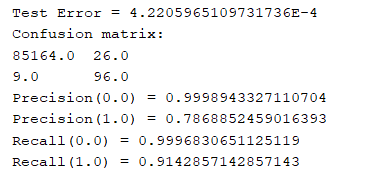 Test Error = 4.2205965109731736E-4
Confusion matrix:
85164.0 26.0
9.0 96.0
Precision(0.0) = 0.9998943327110704
Precision(1.0) = 0.7868852459016393
Recall(0.0) = 0.9996830651125119
Recall(1.0) = 0.9142857142857143